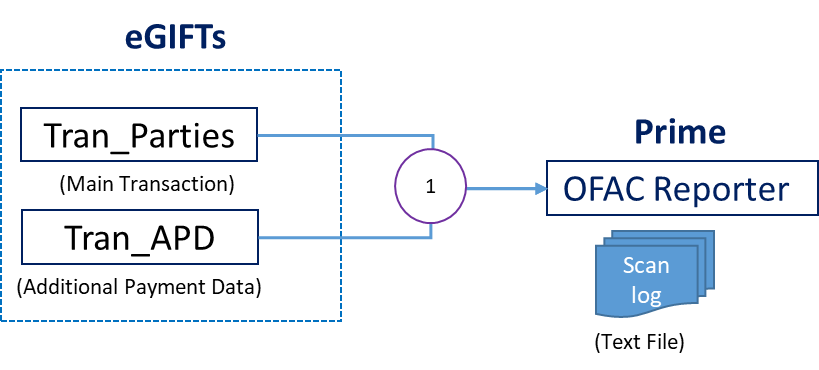 eGIFTs
Tran_Parties
(Main Transaction)
Tran_APD
(Additional Payment Data)
1
Prime
OFAC Reporter
Scan
log
(Text File)